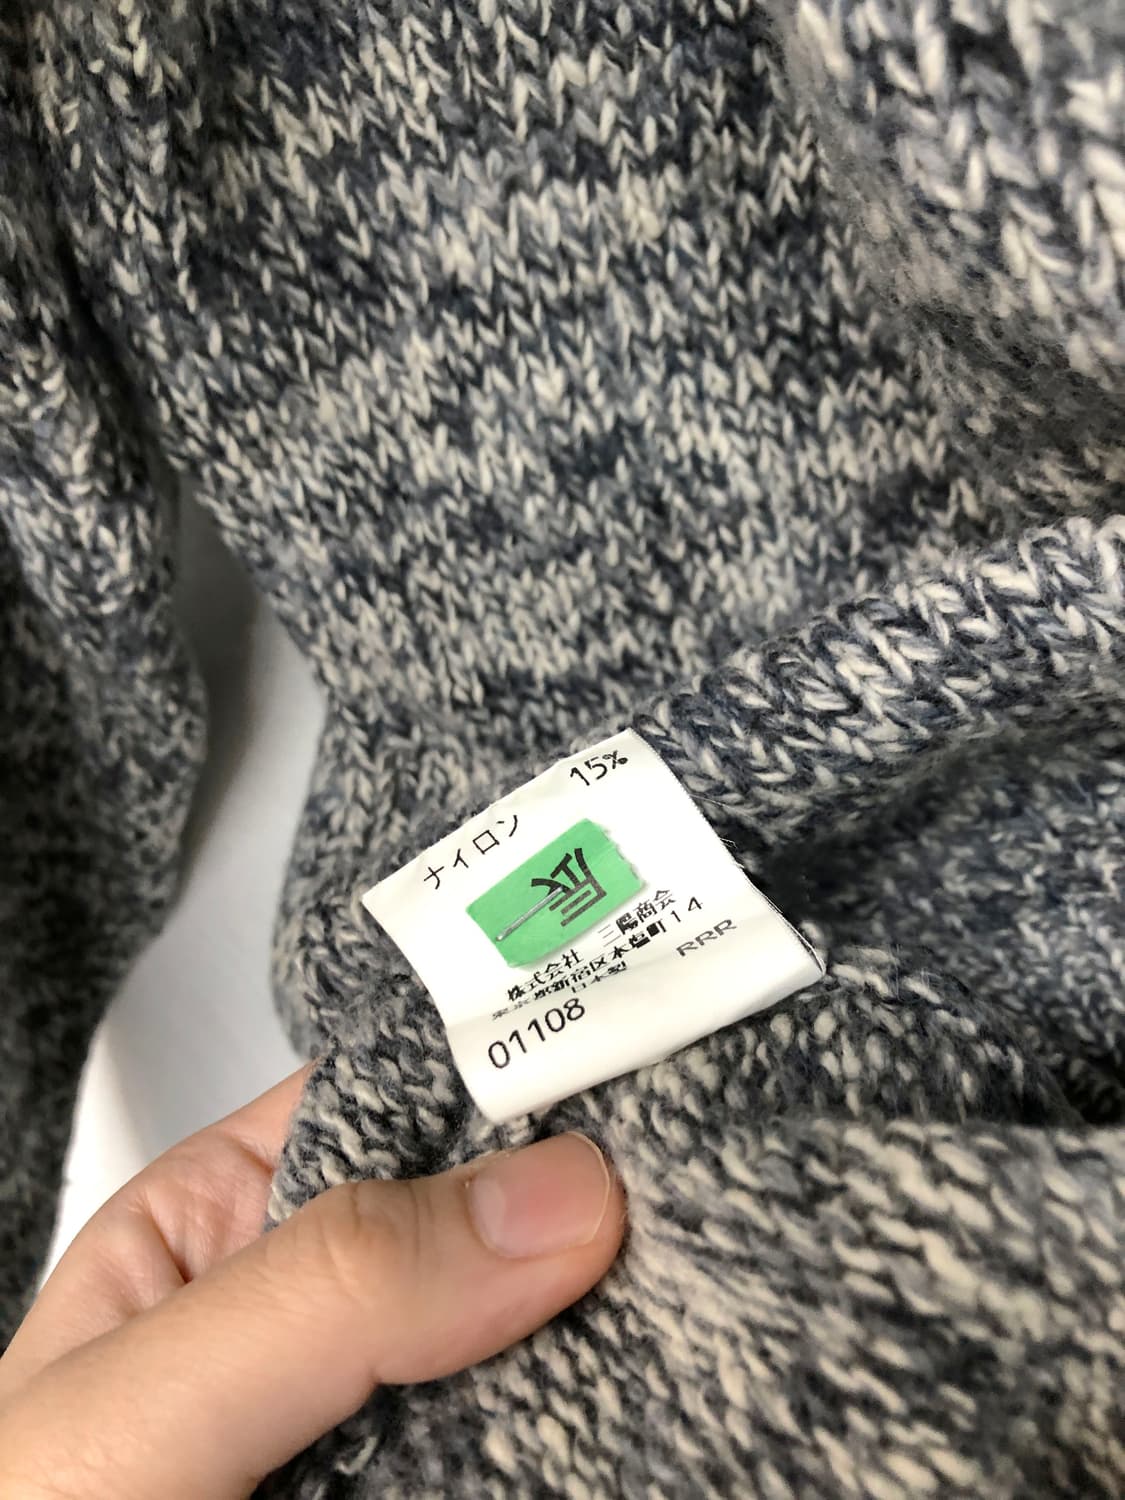 ナイロン 15%
株式会社 三陽商会
東京都新宿区本塩町14
日本製 RRR
01108